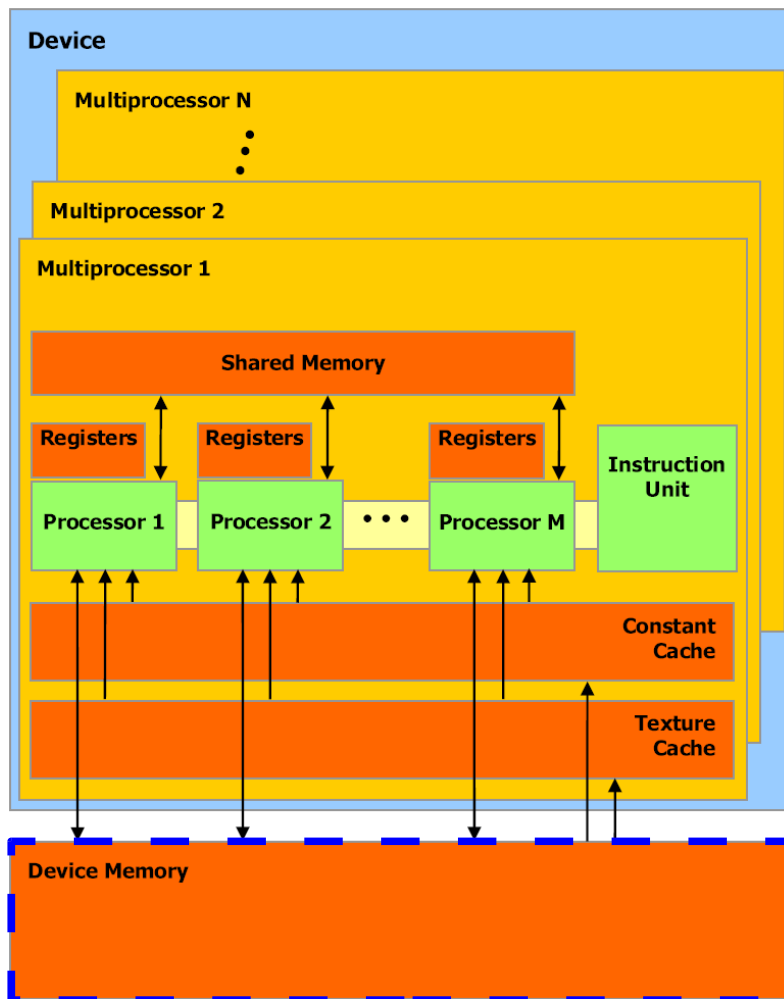 Device
Multiprocessor N
Multiprocessor 2
Multiprocessor 1
Shared Memory
Registers
Registers
Registers
Instruction
Unit
Processor 1
Processor 2
• • •
Processor M
Constant
Cache
Texture
Cache
Device Memory